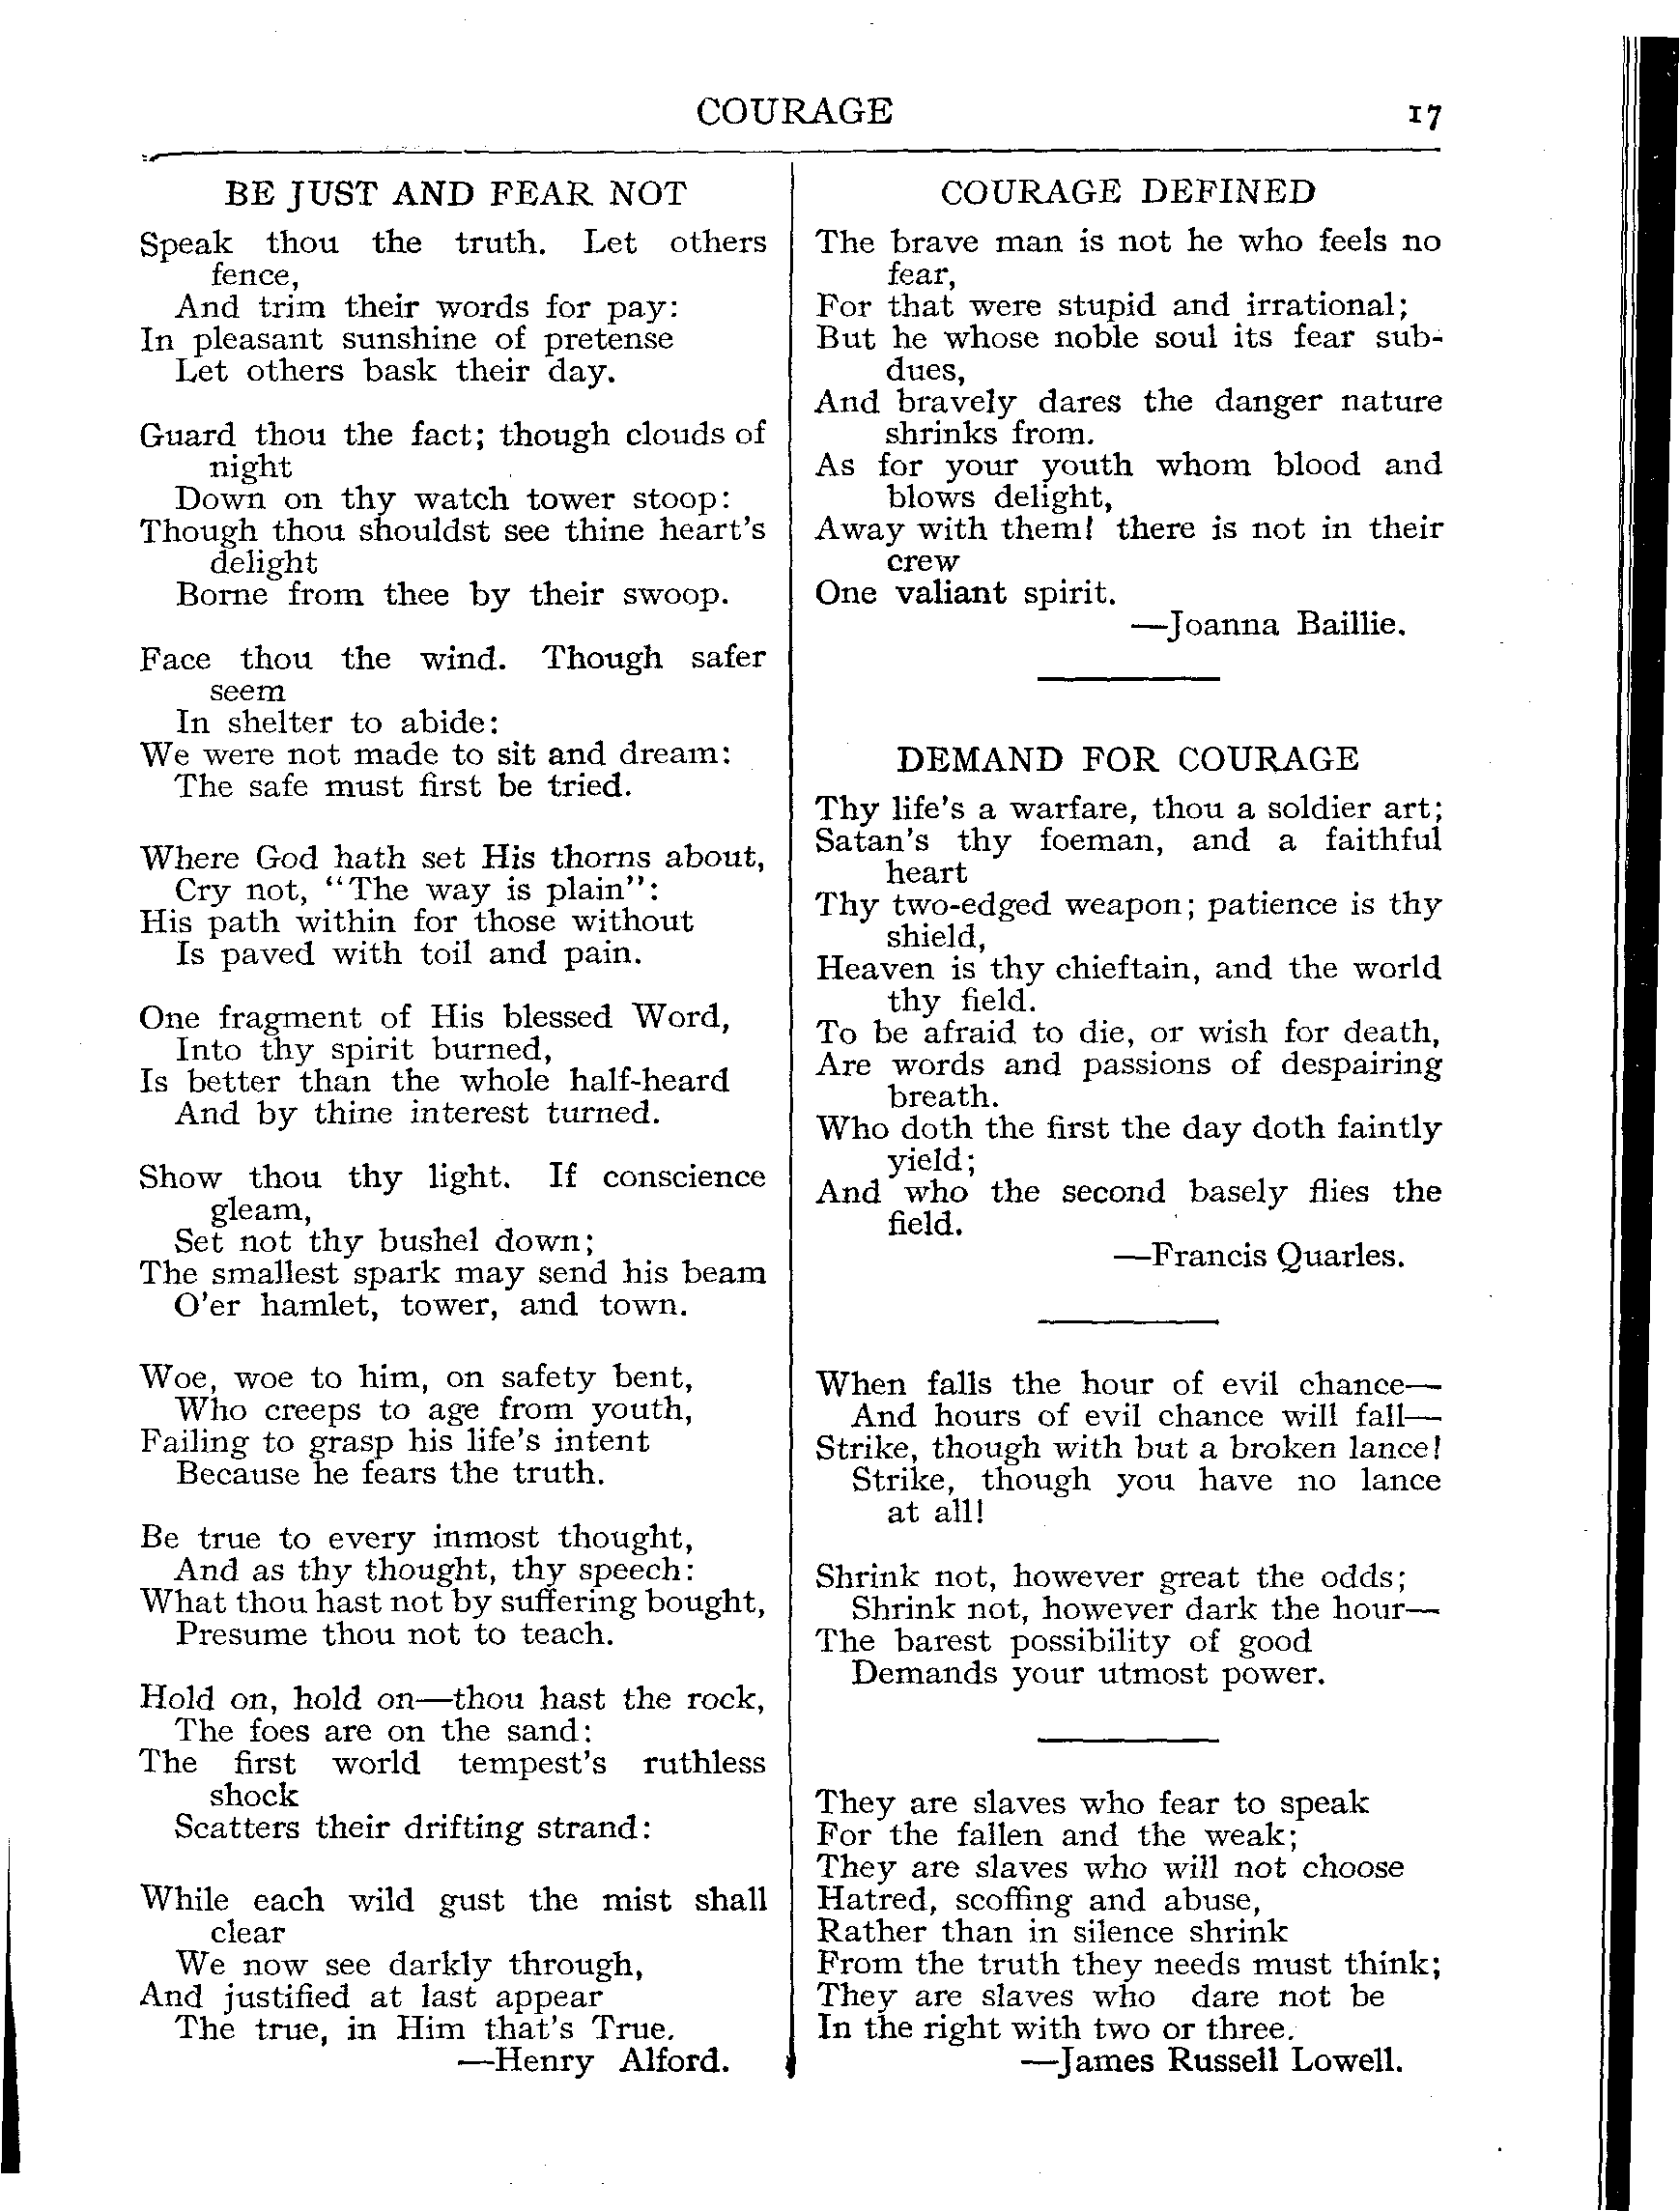 COURAGE 17
BE JUST AND FEAR NOT
Speak thou the truth. Let others
fence,
And trim their words for pay:
In pleasant sunshine of pretense
Let others bask their day.
Guard thou the fact; though clouds of
night
Down on thy watch tower stoop:
Though thou shouldst see thine heart's
delight
Borne from thee by their swoop.
Face thou the wind. Though safer
seem
In shelter to abide:
We were not made to sit and dream:
The safe must first be tried.
Where God hath set His thorns about,
Cry not, "The way is plain":
His path within for those without
Is paved with toil and pain.
One fragment of His blessed Word,
Into thy spirit burned,
Is better than the whole half-heard
And by thine interest turned.
Show thou thy light. If conscience
gleam,
Set not thy bushel down;
The smallest spark may send his beam
O'er hamlet, tower, and town.
Woe, woe to him, on safety bent,
Who creeps to age from youth,
Failing to grasp his life's intent
Because he fears the truth.
Be true to every inmost thought,
And as thy thought, thy speech:
What thou hast not by suffering bought,
Presume thou not to teach.
Hold on, hold on—thou hast the rock,
The foes are on the sand:
The first world tempest's ruthless
shock
Scatters their drifting strand:
While each wild gust the mist shall
clear
We now see darkly through,
And justified at last appear
The true, in Him that's True.
—Henry Alford.
COURAGE DEFINED
The brave man is not he who feels no
fear,
For that were stupid and irrational;
But he whose noble soul its fear sub-
dues,
And bravely dares the danger nature
shrinks from.
As for your youth whom blood and
blows delight,
Away with them! there is not in their
crew
One valiant spirit.
—Joanna Baillie.
DEMAND FOR COURAGE
Thy life's a warfare, thou a soldier art;
Satan's thy foeman, and a faithful
heart
Thy two-edged weapon; patience is thy
shield,
Heaven is thy chieftain, and the world
thy field.
To be afraid to die, or wish for death,
Are words and passions of despairing
breath.
Who doth the first the day doth faintly
yield;
And who the second basely flies the
field.
—Francis Quarles.
When falls the hour of evil chance—
And hours of evil chance will fall—
Strike, though with but a broken lance!
Strike, though you have no lance
at all!
Shrink not, however great the odds;
Shrink not, however dark the hour—
The barest possibility of good
Demands your utmost power.
They are slaves who fear to speak
For the fallen and the weak;
They are slaves who will not choose
Hatred, scoffing and abuse,
Rather than in silence shrink
From the truth they needs must think;
They are slaves who dare not be
In the right with two or three.
—James Russell Lowell.